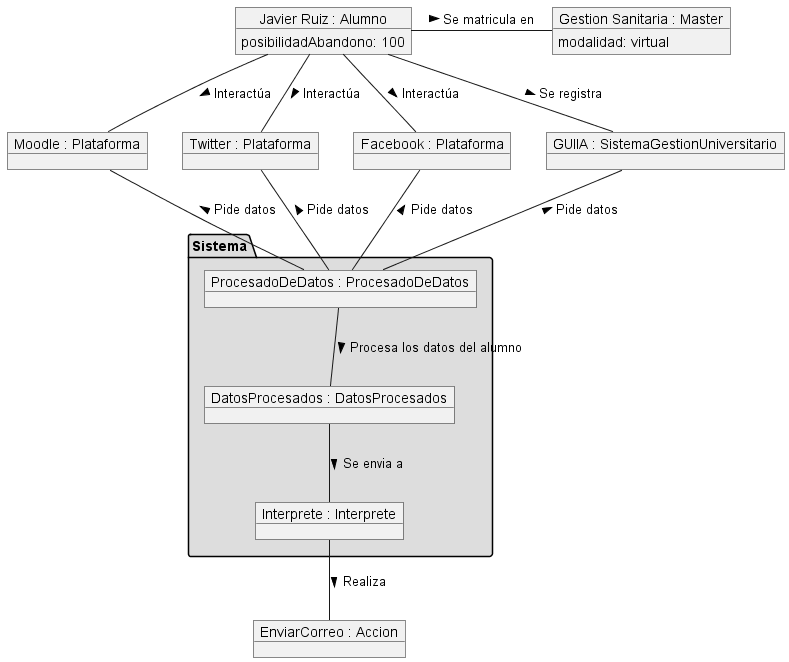 Javier Ruiz : Alumno
posibilidadAbandono: 100
Se matricula en
Gestion Sanitaria : Master
modalidad: virtual
Interactúa
Interactúa
Interactúa
Se registra
Moodle : Plataforma
Twitter : Plataforma
Facebook : Plataforma
GUIIA : SistemaGestionUniversitario
Pide datos
Pide datos
Pide datos
Pide datos
Sistema
ProcesadoDeDatos : ProcesadoDeDatos
Procesa los datos del alumno
DatosProcesados : DatosProcesados
Se envia a
Interprete : Interprete
Realiza
EnviarCorreo : Accion